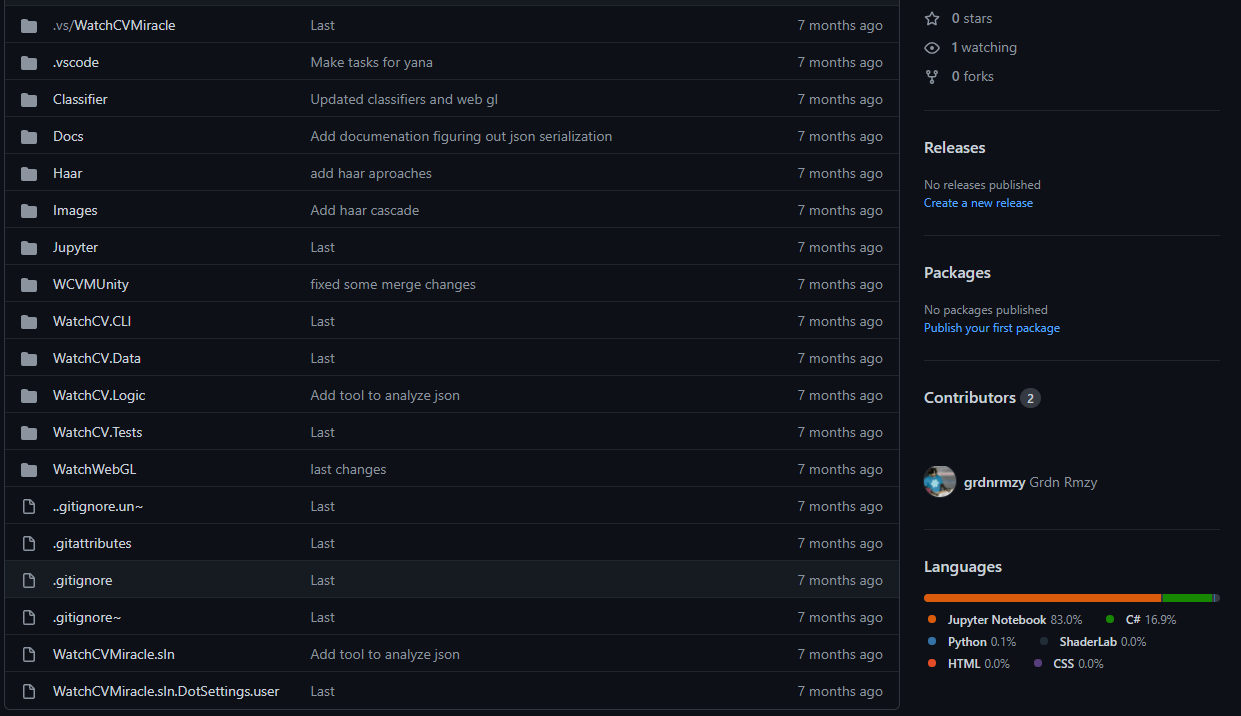 .vs/WatchCVMiracle Last 7 months ago
.vscode Make tasks for yana 7 months ago
Classifier Updated classifiers and web gl 7 months ago
Docs Add documenation figuring out json serialization 7 months ago
Haar add haar aproaches 7 months ago
Images Add haar cascade 7 months ago
Jupyter Last 7 months ago
WCVMUnity fixed some merge changes 7 months ago
WatchCV.CLI Last 7 months ago
WatchCV.Data Last 7 months ago
WatchCV.Logic Add tool to analyze json 7 months ago
WatchCV.Tests Last 7 months ago
WatchWebGL last changes 7 months ago
..gitignore.un~ Last 7 months ago
.gitattributes Last 7 months ago
.gitignore Last 7 months ago
.gitignore~ Last 7 months ago
WatchCVMiracle.sln Add tool to analyze json 7 months ago
WatchCVMiracle.sln.DotSettings.user Last 7 months ago
0 stars
1 watching
0 forks
Releases
No releases published
Create a new release
Packages
No packages published
Publish your first package
Contributors 2
grdnrmzy Grdn Rmzy
Languages
Jupyter Notebook 83.0% C# 16.9%
Python 0.1% ShaderLab 0.0%
HTML 0.0% CSS 0.0%